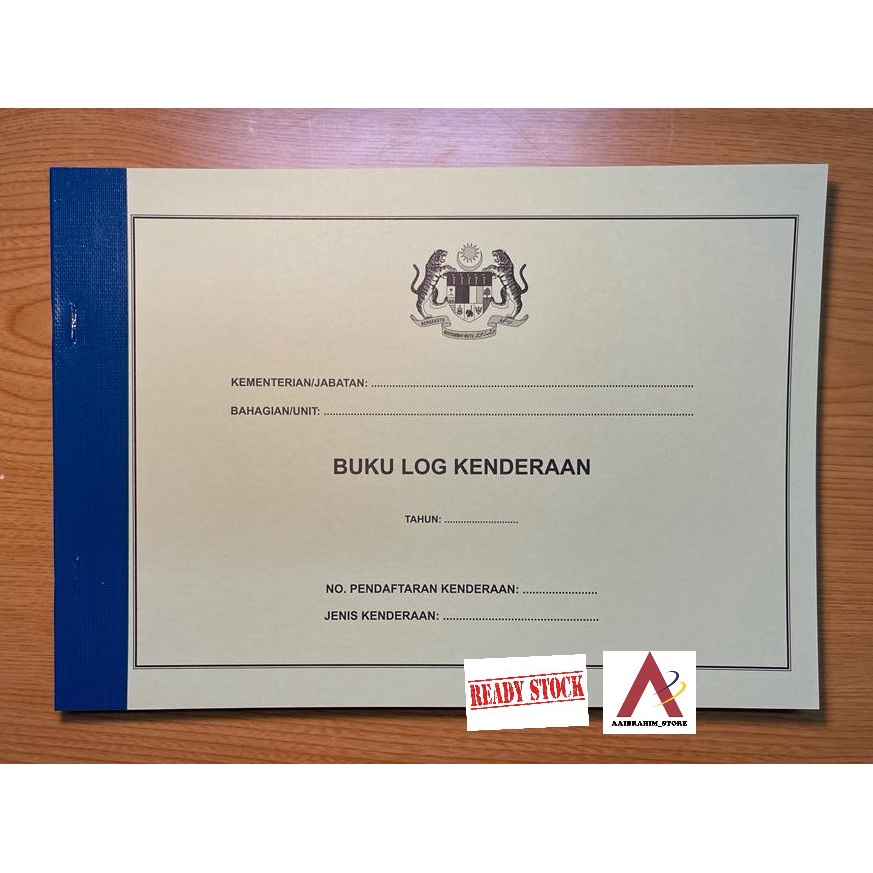 KEMENTERIAN/JABATAN: ........................................................................................................
BAHAGIAN/UNIT: ........................................................................................................................
BUKU LOG KENDERAAN
TAHUN: ...........................
NO. PENDAFTARAN KENDERAAN: ........................
JENIS KENDERAAN: ..................................................
READY STOCK
AAIBRAHIM_STORE